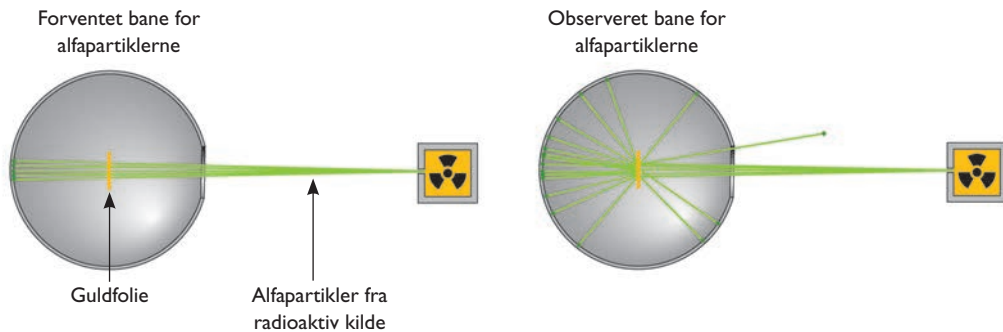 Forventet bane for
alfapartiklerne
Observeret bane for
alfapartiklerne
Guldfolie
Alfapartikler fra
radioaktiv kilde